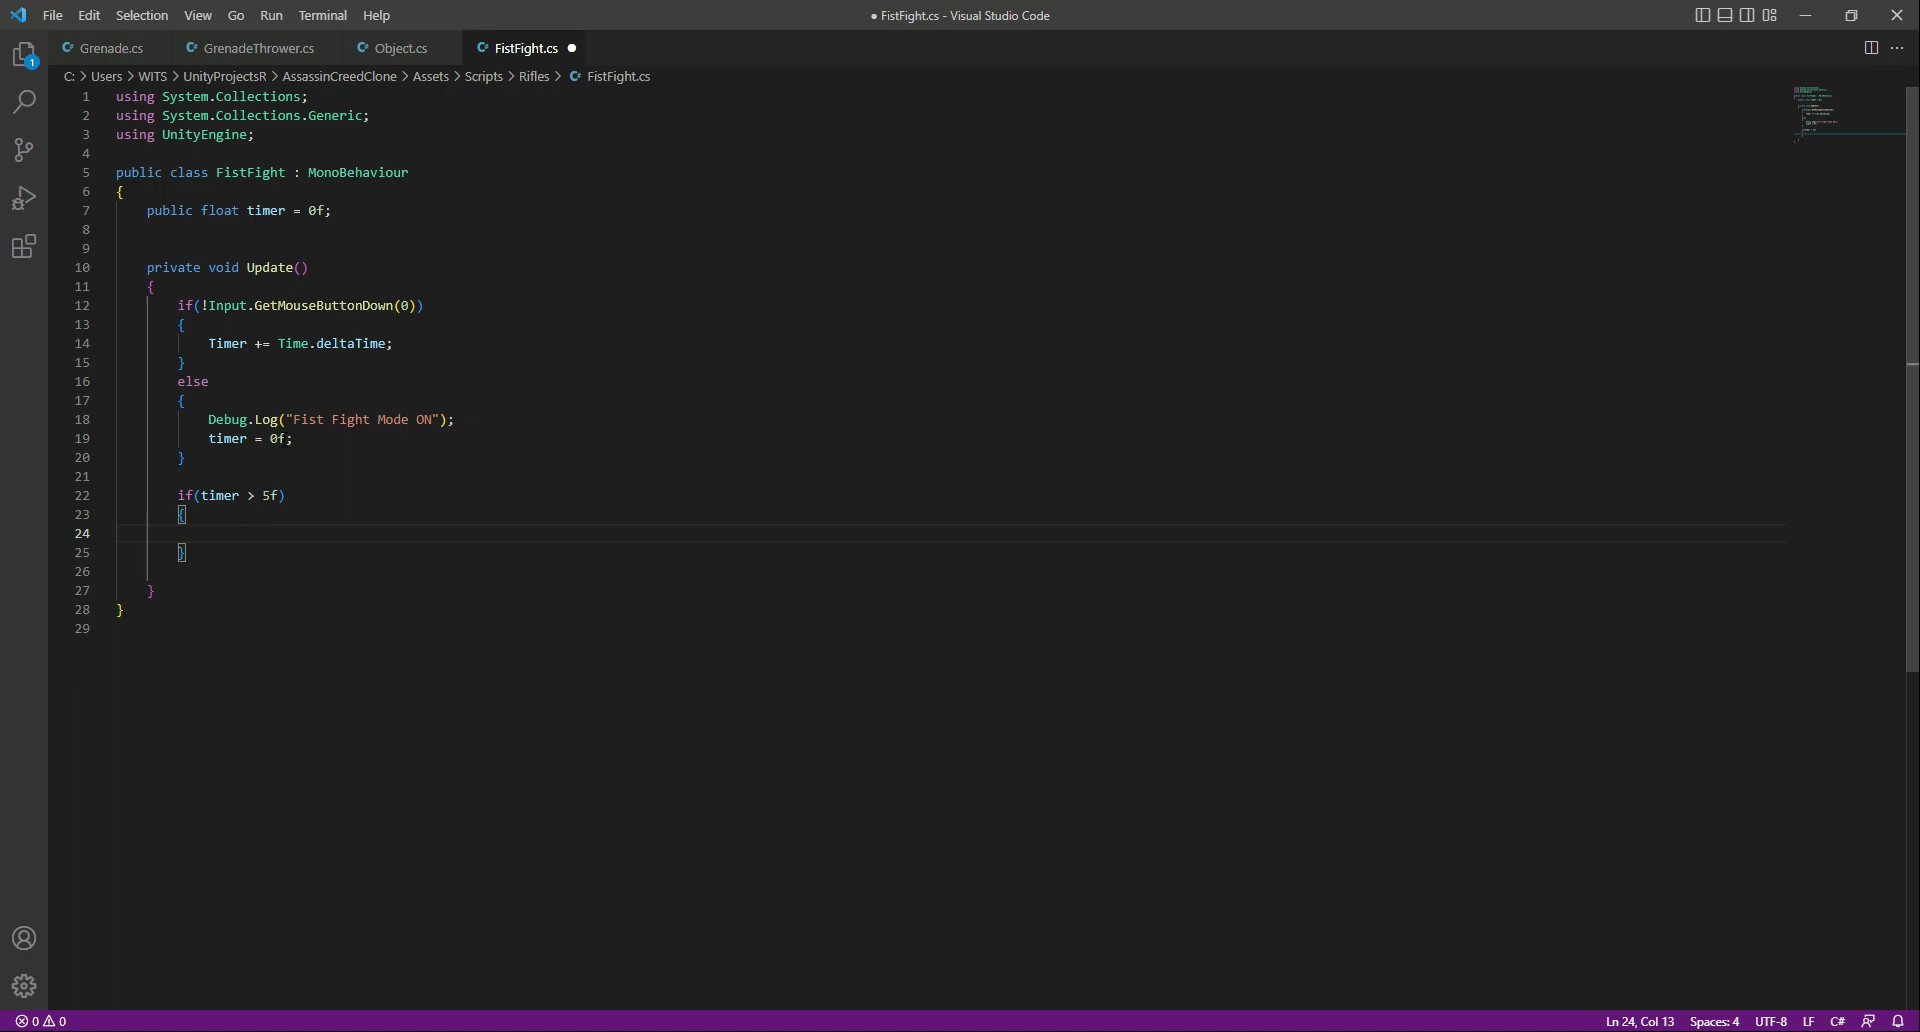 File Edit Selection View Go Run Terminal Help
● FistFight.cs - Visual Studio Code
1
Grenade.cs
GrenadeThrower.cs
Object.cs
FistFight.cs ●
C: > Users > WITS > UnityProjectsR > AssassinCreedClone > Assets > Scripts > Rifles > FistFight.cs
1 using System.Collections;
2 using System.Collections.Generic;
3 using UnityEngine;
4
5 public class FistFight : MonoBehaviour
6 {
7 public float timer = 0f;
8
9
10 private void Update()
11 {
12 if(!Input.GetMouseButtonDown(0))
13 {
14 Timer += Time.deltaTime;
15 }
16 else
17 {
18 Debug.Log("Fist Fight Mode ON");
19 timer = 0f;
20 }
21
22 if(timer > 5f)
23 {
24
25 }
26
27 }
28 }
29
0 0
Ln 24, Col 13 Spaces: 4 UTF-8 LF C#